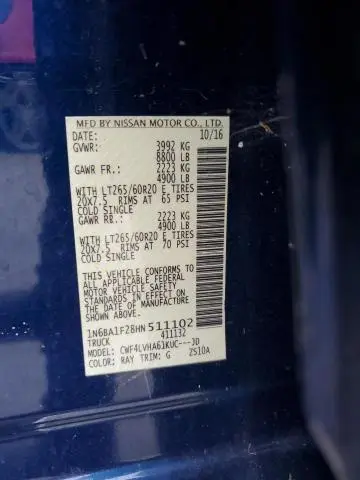 MFD BY NISSAN MOTOR CO., LTD.
DATE: 10/16
GVWR: 3992 KG
8800 LB
GAWR FR.: 2223 KG
4900 LB
WITH LT265/60R20 E TIRES
20X7.5 RIMS AT 65 PSI
COLD SINGLE
GAWR RR.: 2223 KG
4900 LB
WITH LT265/60R20 E TIRES
20X7.5 RIMS AT 70 PSI
COLD SINGLE
THIS VEHICLE CONFORMS TO
ALL APPLICABLE FEDERAL
MOTOR VEHICLE SAFETY
STANDARDS IN EFFECT ON
THE DATE OF MANUFACTURE
SHOWN ABOVE.
1N6BA1F28HN511102
TRUCK 411132
MODEL: CWF4LVHA61KUC---JD
COLOR: RAY TRIM: G ZS10A